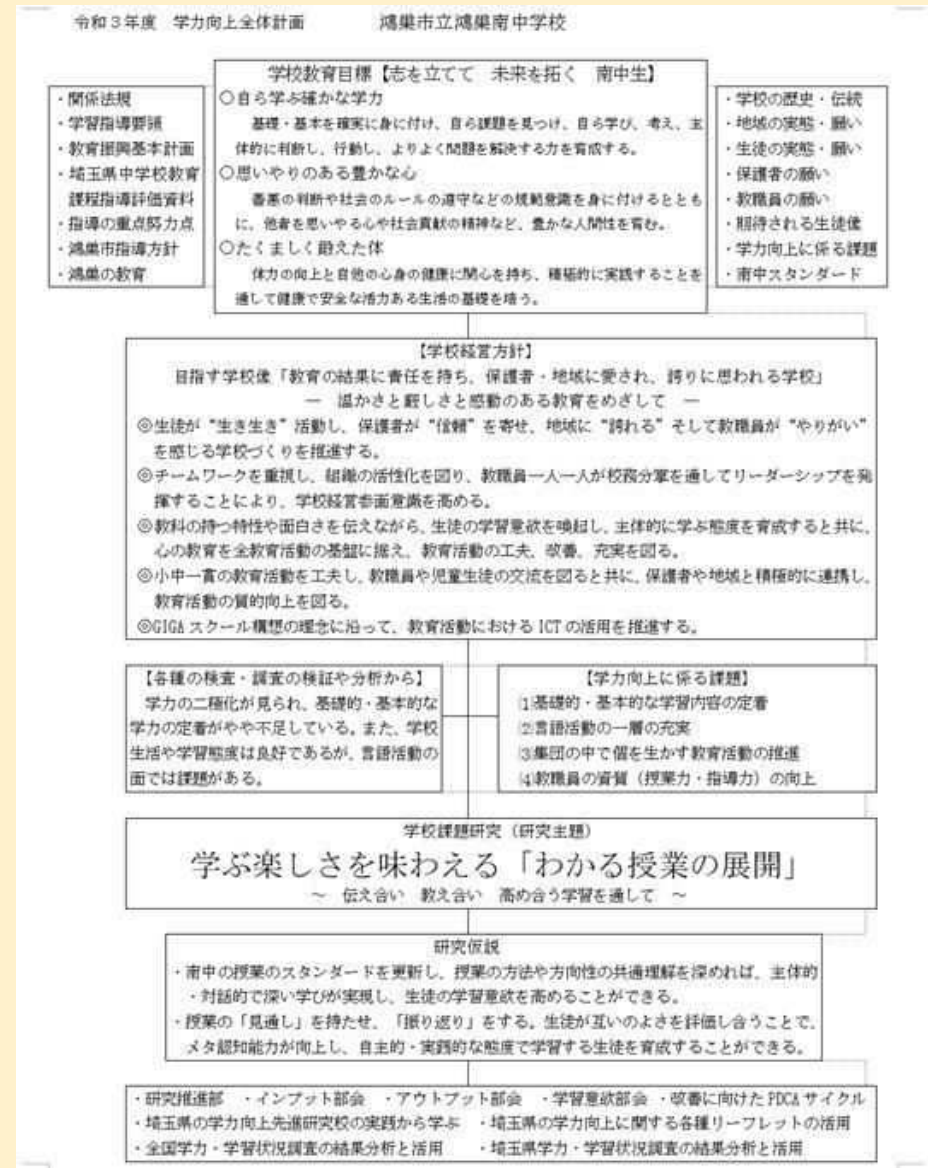 令和３年度　学力向上全体計画　　鴻巣市立鴻巣南中学校
学校教育目標【志を立てて　未来を拓く　南中生】
○自ら学ぶ確かな学力
基礎・基本を確実に身に付け、自ら課題を見つけ、自ら学び、考え、主
体的に判断し、行動し、よりよく問題を解決する力を育成する。
○思いやりのある豊かな心
善悪の判断や社会のルールの遵守などの規範意識を身に付けるととも
に、他者を思いやる心や社会貢献の精神など、豊かな人間性を育む。
○たくましく鍛えた体
体力の向上と自他の心身の健康に関心を持ち、積極的に実践することを
通して健康で安全な活力ある生活の基礎を培う。
・関係法規
・学習指導要領
・教育振興基本計画
・埼玉県中学校教育
課程指導評価資料
・指導の重点努力点
・鴻巣市指導方針
・鴻巣の教育
・学校の歴史・伝統
・地域の実態・願い
・生徒の実態・願い
・保護者の願い
・教職員の願い
・期待される生徒像
・学力向上に係る課題
・南中スタンダード
【学校経営方針】
目指す学校像「教育の結果に責任を持ち、保護者・地域に愛され、誇りに思われる学校」
― 温かさと厳しさと感動のある教育をめざして ―
◎生徒が“生き生き”活動し、保護者が“信頼”を寄せ、地域に“誇れる”そして教職員が“やりがい”
を感じる学校づくりを推進する。
◎チームワークを重視し、組織の活性化を図り、教職員一人一人が校務分掌を通してリーダーシップを発
揮することにより、学校経営参画意識を高める。
◎教科の持つ特性や面白さを伝えながら、生徒の学習意欲を喚起し、主体的に学ぶ態度を育成すると共に、
心の教育を全教育活動の基盤に据え、教育活動の工夫、改善、充実を図る。
◎小中一貫の教育活動を工夫し、教職員や児童生徒の交流を図ると共に、保護者や地域と積極的に連携し、
教育活動の質的向上を図る。
◎GIGAスクール構想の理念に沿って、教育活動におけるICTの活用を推進する。
【各種の検査・調査の検証や分析から】
学力の二極化が見られ、基礎的・基本的な
学力の定着がやや不足している。また、学校
生活や学習態度は良好であるが、言語活動の
面では課題がある。
【学力向上に係る課題】
⑴基礎的・基本的な学習内容の定着
⑵言語活動の一層の充実
⑶集団の中で個を生かす教育活動の推進
⑷教職員の資質（授業力・指導力）の向上
学校課題研究（研究主題）
学ぶ楽しさを味わえる「わかる授業の展開」
～ 伝え合い　教え合い　高め合う学習を通して ～
研究仮説
・南中の授業のスタンダードを更新し、授業の方法や方向性の共通理解を深めれば、主体的
・対話的で深い学びが実現し、生徒の学習意欲を高めることができる。
・授業の「見通し」を持たせ、「振り返り」をする。生徒が互いのよさを評価し合うことで、
メタ認知能力が向上し、自主的・実践的な態度で学習する生徒を育成することができる。
・研究推進部　・インプット部会　・アウトプット部会　・学習意欲部会　・改善に向けたPDCAサイクル
・埼玉県の学力向上先進研究校の実践から学ぶ　・埼玉県の学力向上に関する各種リーフレットの活用
・全国学力・学習状況調査の結果分析と活用　・埼玉県学力・学習状況調査の結果分析と活用